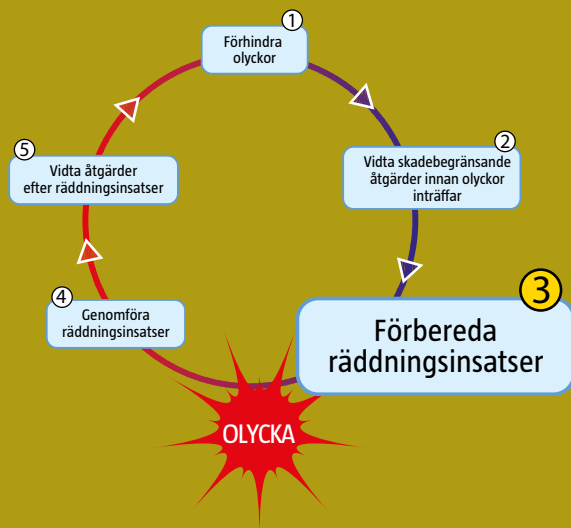 1
Förhindra
olyckor
2
Vidta skadebegränsande
åtgärder innan olyckor
inträffar
3
Förbereda
räddningsinsatser
OLYCKA
4
Genomföra
räddningsinsatser
5
Vidta åtgärder
efter räddningsinsatser